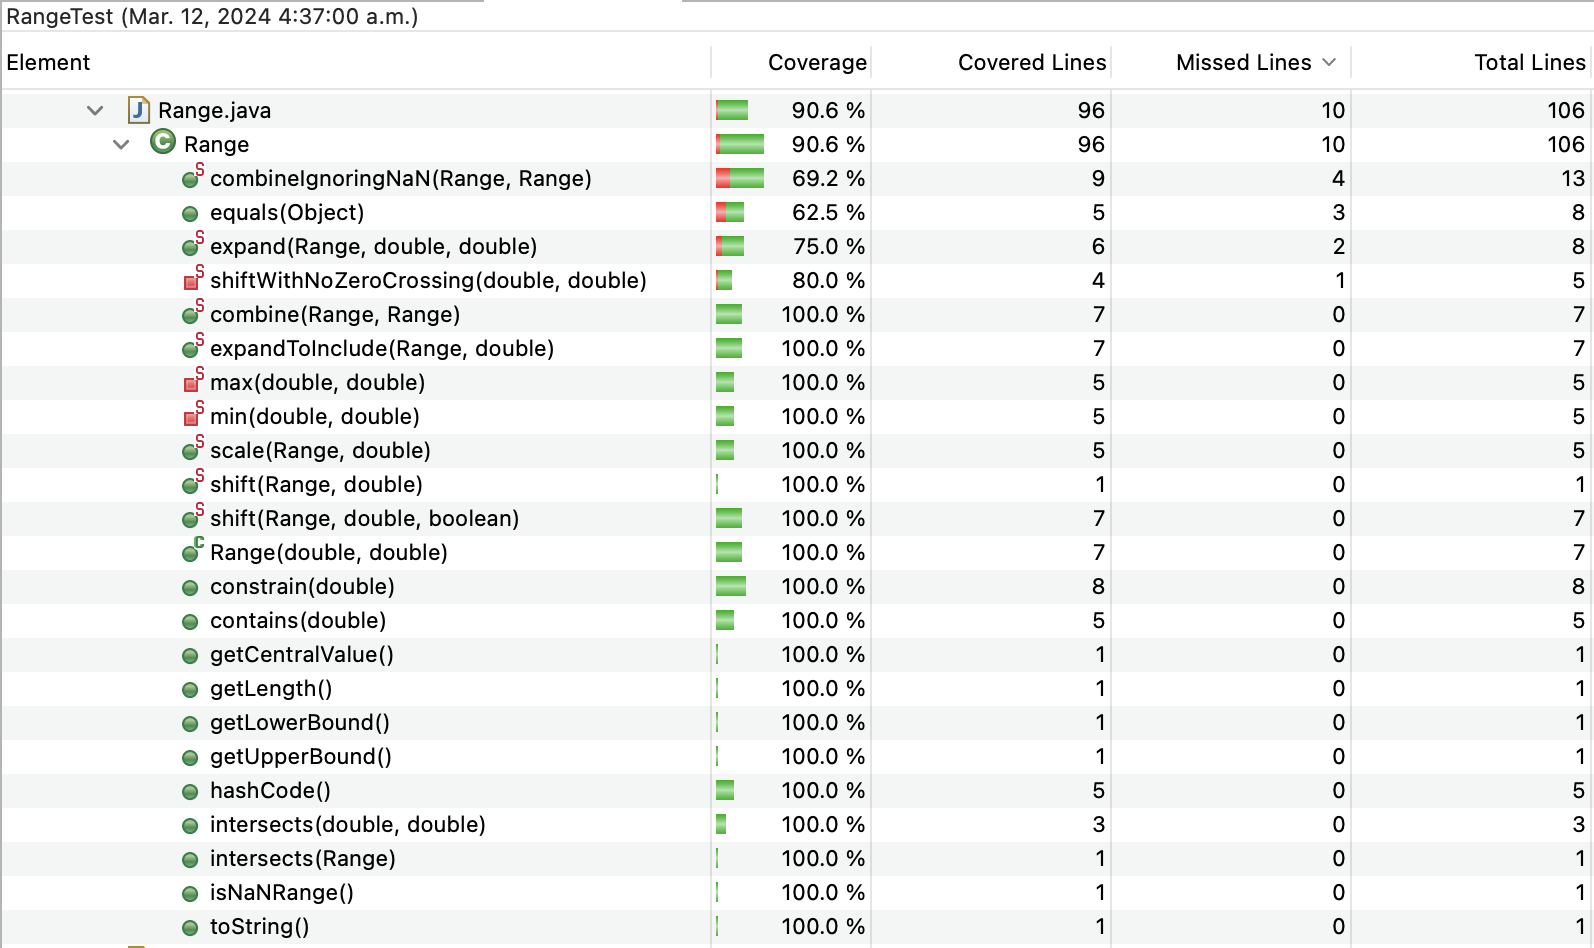 RangeTest (Mar. 12, 2024 4:37:00 a.m.)
Element Coverage Covered Lines Missed Lines Total Lines
J Range.java 90.6 % 96 10 106
C Range 90.6 % 96 10 106
S combineIgnoringNaN(Range, Range) 69.2 % 9 4 13
equals(Object) 62.5 % 5 3 8
S expand(Range, double, double) 75.0 % 6 2 8
S shiftWithNoZeroCrossing(double, double) 80.0 % 4 1 5
S combine(Range, Range) 100.0 % 7 0 7
S expandToInclude(Range, double) 100.0 % 7 0 7
S max(double, double) 100.0 % 5 0 5
S min(double, double) 100.0 % 5 0 5
S scale(Range, double) 100.0 % 5 0 5
S shift(Range, double) 100.0 % 1 0 1
S shift(Range, double, boolean) 100.0 % 7 0 7
C Range(double, double) 100.0 % 7 0 7
constrain(double) 100.0 % 8 0 8
contains(double) 100.0 % 5 0 5
getCentralValue() 100.0 % 1 0 1
getLength() 100.0 % 1 0 1
getLowerBound() 100.0 % 1 0 1
getUpperBound() 100.0 % 1 0 1
hashCode() 100.0 % 5 0 5
intersects(double, double) 100.0 % 3 0 3
intersects(Range) 100.0 % 1 0 1
isNaNRange() 100.0 % 1 0 1
toString() 100.0 % 1 0 1